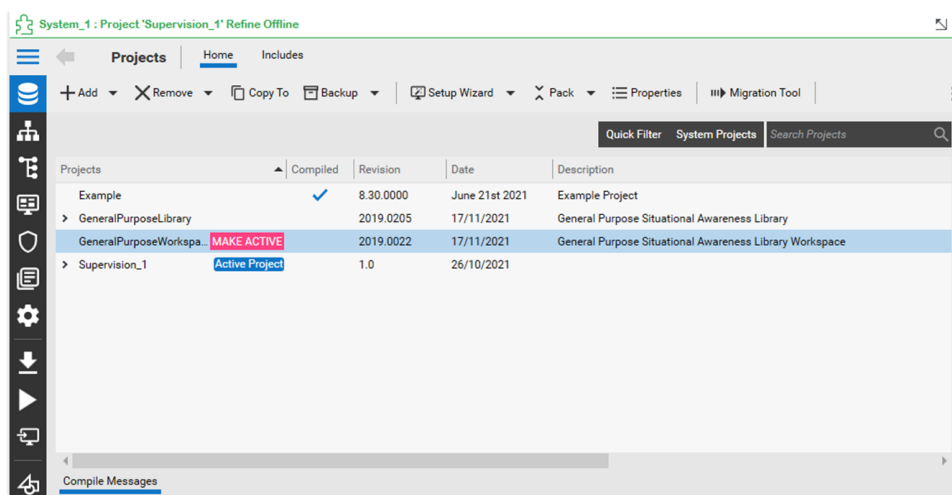 System_1 : Project 'Supervision_1' Refine Offline
Projects Home Includes
Add Remove Copy To Backup Setup Wizard Pack Properties Migration Tool
Quick Filter System Projects Search Projects
Projects Compiled Revision Date Description
Example 8.30.0000 June 21st 2021 Example Project
GeneralPurposeLibrary 2019.0205 17/11/2021 General Purpose Situational Awareness Library
GeneralPurposeWorkspa... MAKE ACTIVE 2019.0022 17/11/2021 General Purpose Situational Awareness Library Workspace
Supervision_1 Active Project 1.0 26/10/2021
Compile Messages